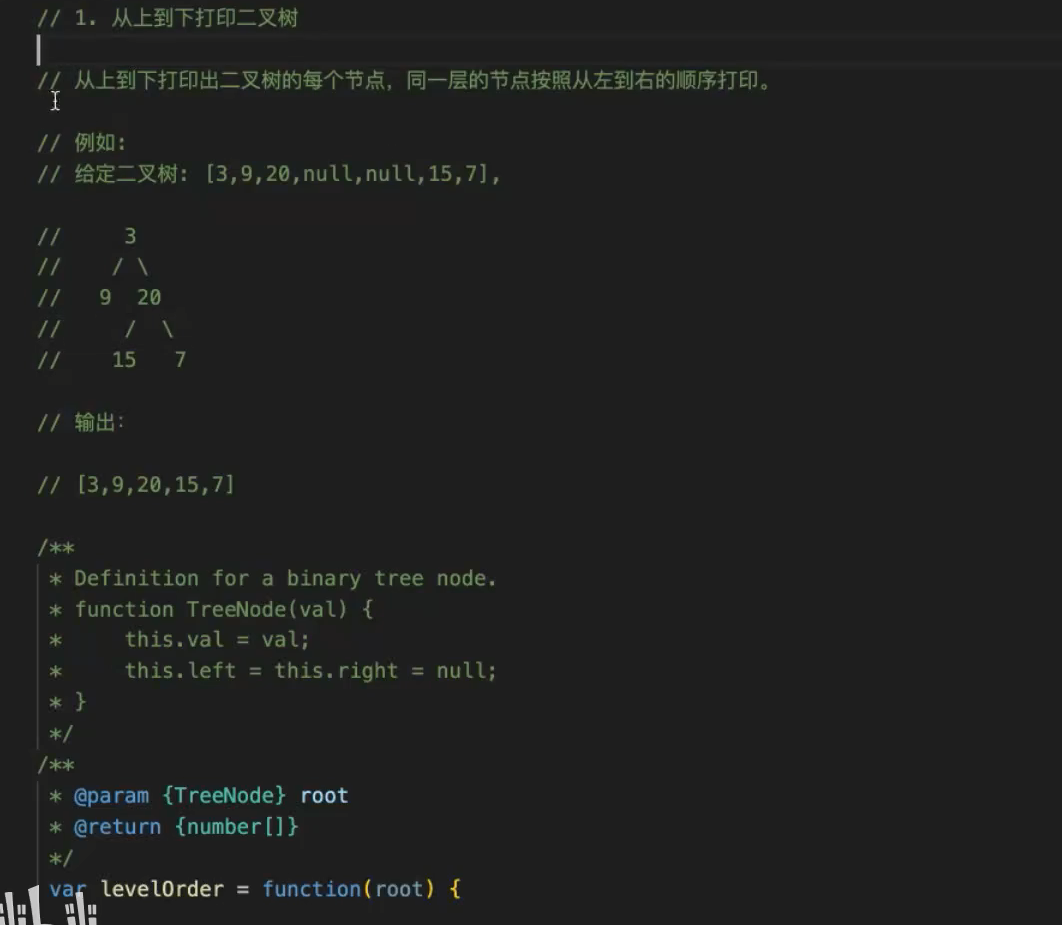 // 1. 从上到下打印二叉树
// 从上到下打印出二叉树的每个节点，同一层的节点按照从左到右的顺序打印。
// 例如:
// 给定二叉树: [3,9,20,null,null,15,7],
//     3
//    / \
//   9  20
//     /  \
//    15   7
// 输出：
// [3,9,20,15,7]
/**
 * Definition for a binary tree node.
 * function TreeNode(val) {
 *     this.val = val;
 *     this.left = this.right = null;
 * }
 */
/**
 * @param {TreeNode} root
 * @return {number[]}
 */
var levelOrder = function(root) {